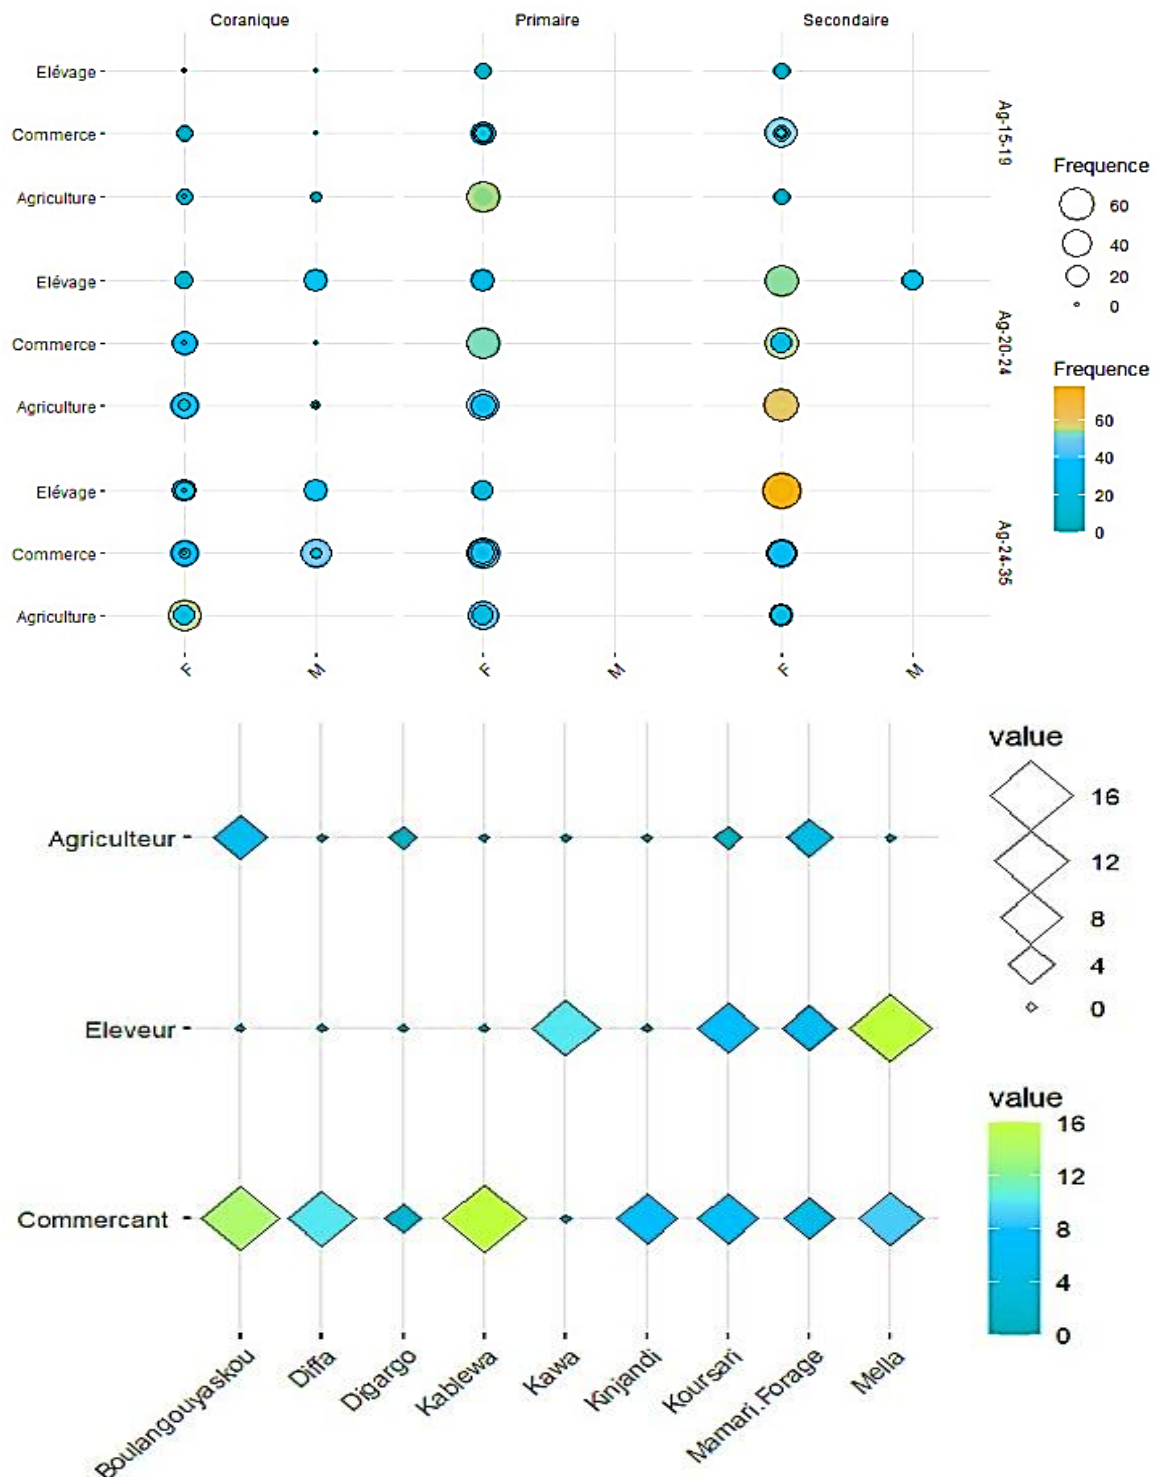 Coranique Primaire Secondaire
Elévage
Commerce
Agriculture
Ag-15-19
Elévage
Commerce
Agriculture
Ag-20-24
Elévage
Commerce
Agriculture
Ag-24-35
F M F M F M
Frequence
60
40
20
0
Frequence
60
40
20
0
Agriculteur
Eleveur
Commercant
Boulangouyaskou Diffa Digargo Kablewa Kawa Kinjandi Koursari Mamari.Forage Mella
value
16
12
8
4
0
value
16
12
8
4
0